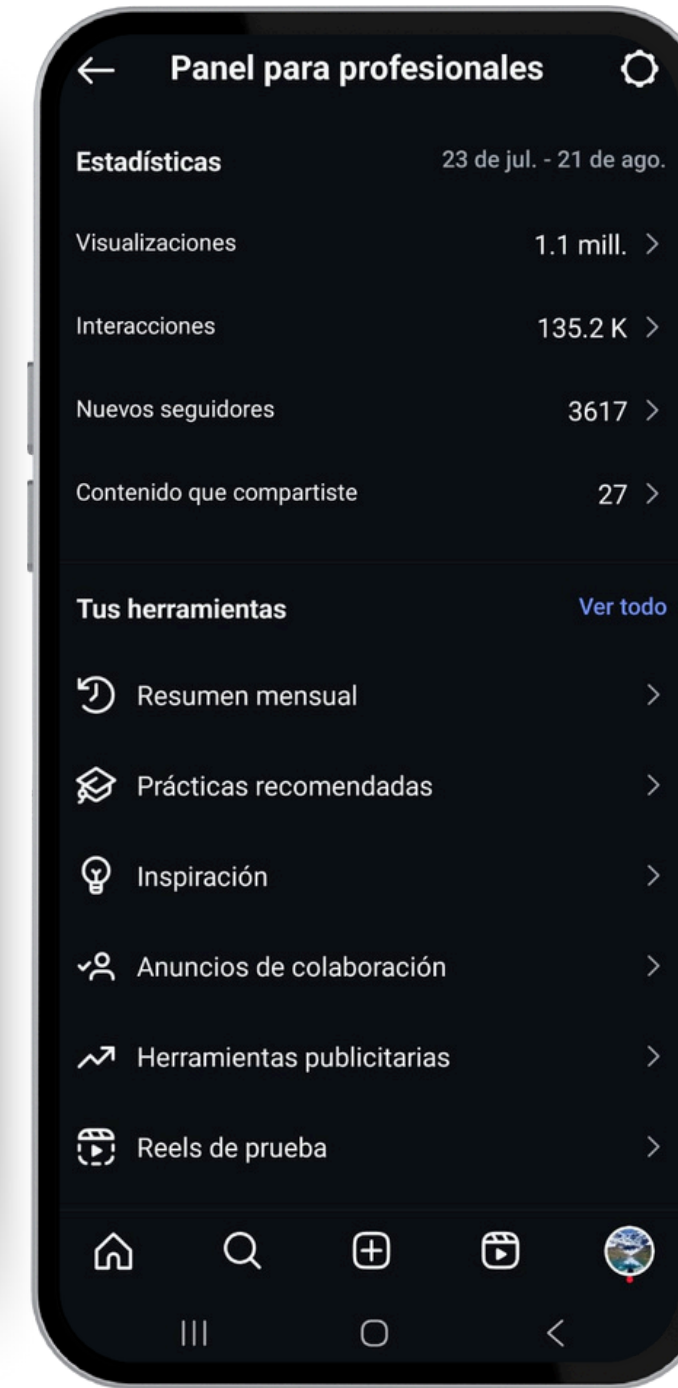 Panel para profesionales
Estadísticas 23 de jul. - 21 de ago.
Visualizaciones 1.1 mill.
Interacciones 135.2 K
Nuevos seguidores 3617
Contenido que compartiste 27
Tus herramientas Ver todo
Resumen mensual
Prácticas recomendadas
Inspiración
Anuncios de colaboración
Herramientas publicitarias
Reels de prueba